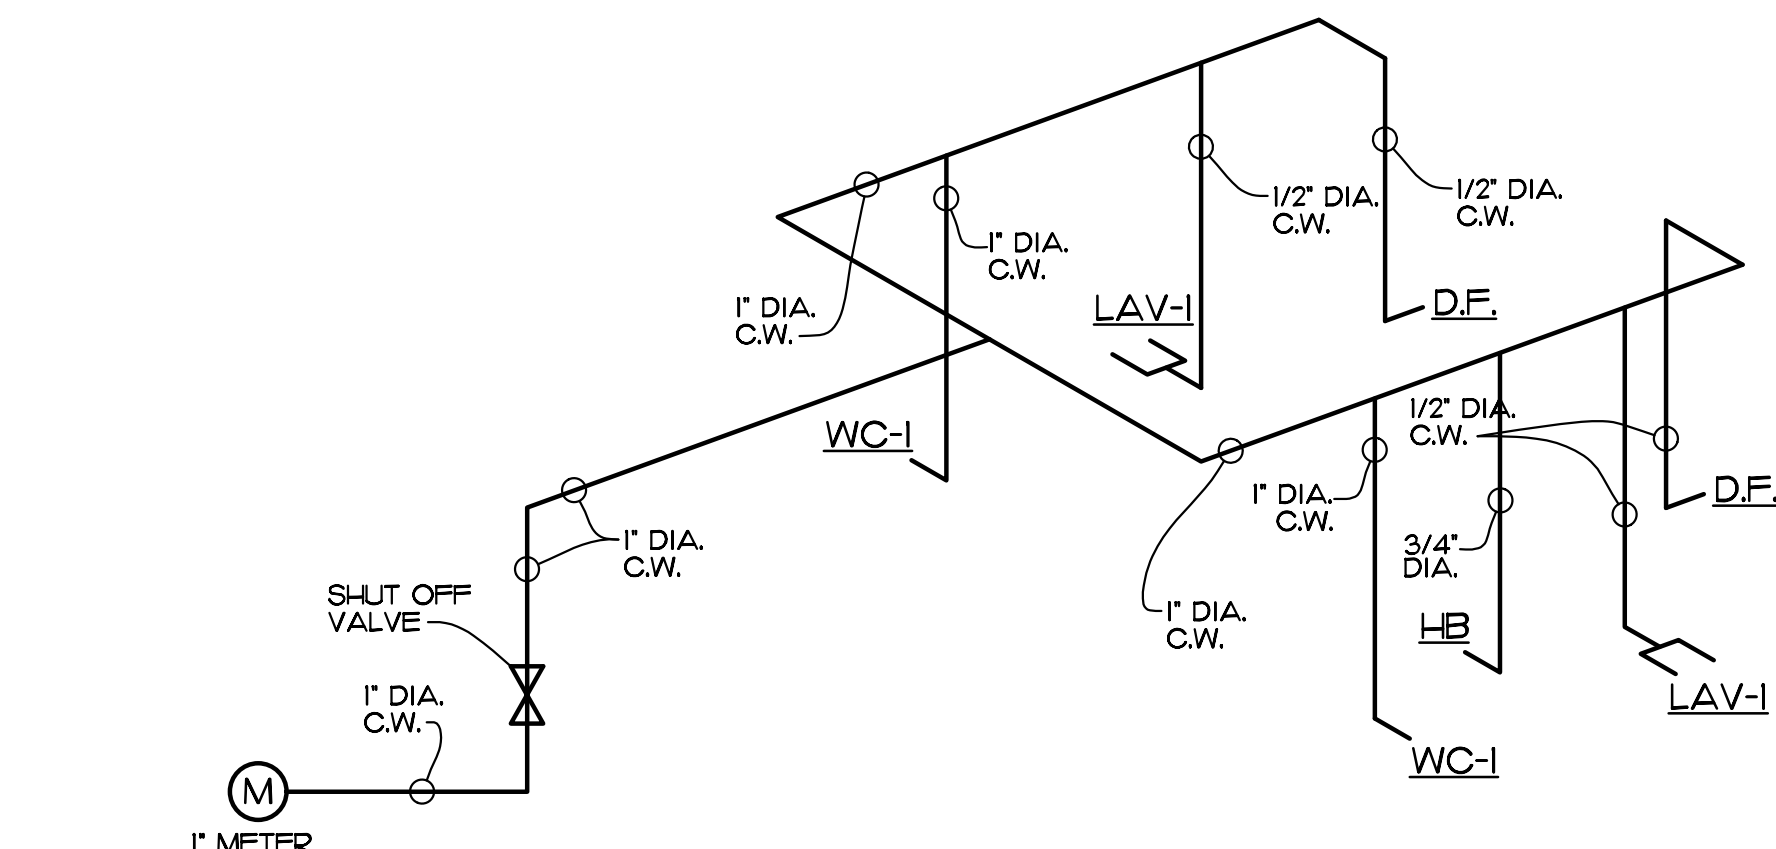 1/2" DIA.
C.W.
1/2" DIA.
C.W.
1" DIA.
C.W.
1" DIA.
C.W.
LAV-1
D.F.
WC-1
1/2" DIA.
C.W.
1" DIA.
C.W.
D.F.
1" DIA.
C.W.
3/4"
DIA.
SHUT OFF
VALVE
1" DIA.
C.W.
HB
1" DIA.
C.W.
LAV-1
WC-1
M
1" METER